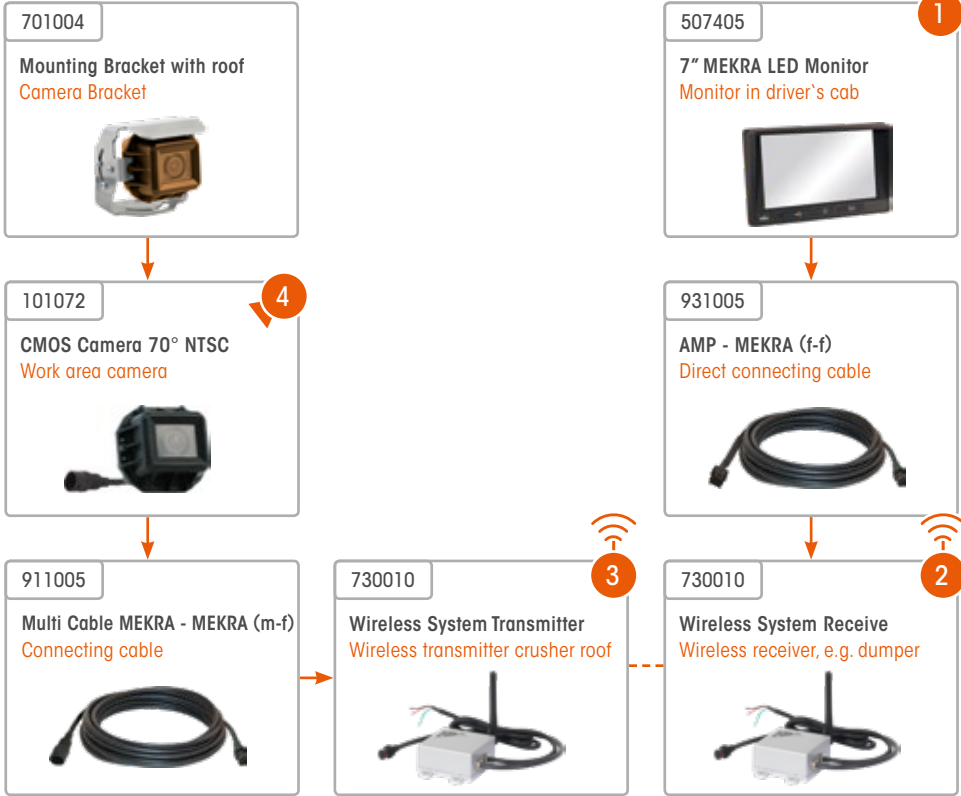 701004
Mounting Bracket with roof
Camera Bracket
507405
1
7” MEKRA LED Monitor
Monitor in driver`s cab
101072
4
CMOS Camera 70° NTSC
Work area camera
931005
AMP - MEKRA (f-f)
Direct connecting cable
911005
Multi Cable MEKRA - MEKRA (m-f)
Connecting cable
730010
3
Wireless System Transmitter
Wireless transmitter crusher roof
730010
2
Wireless System Receive
Wireless receiver, e.g. dumper